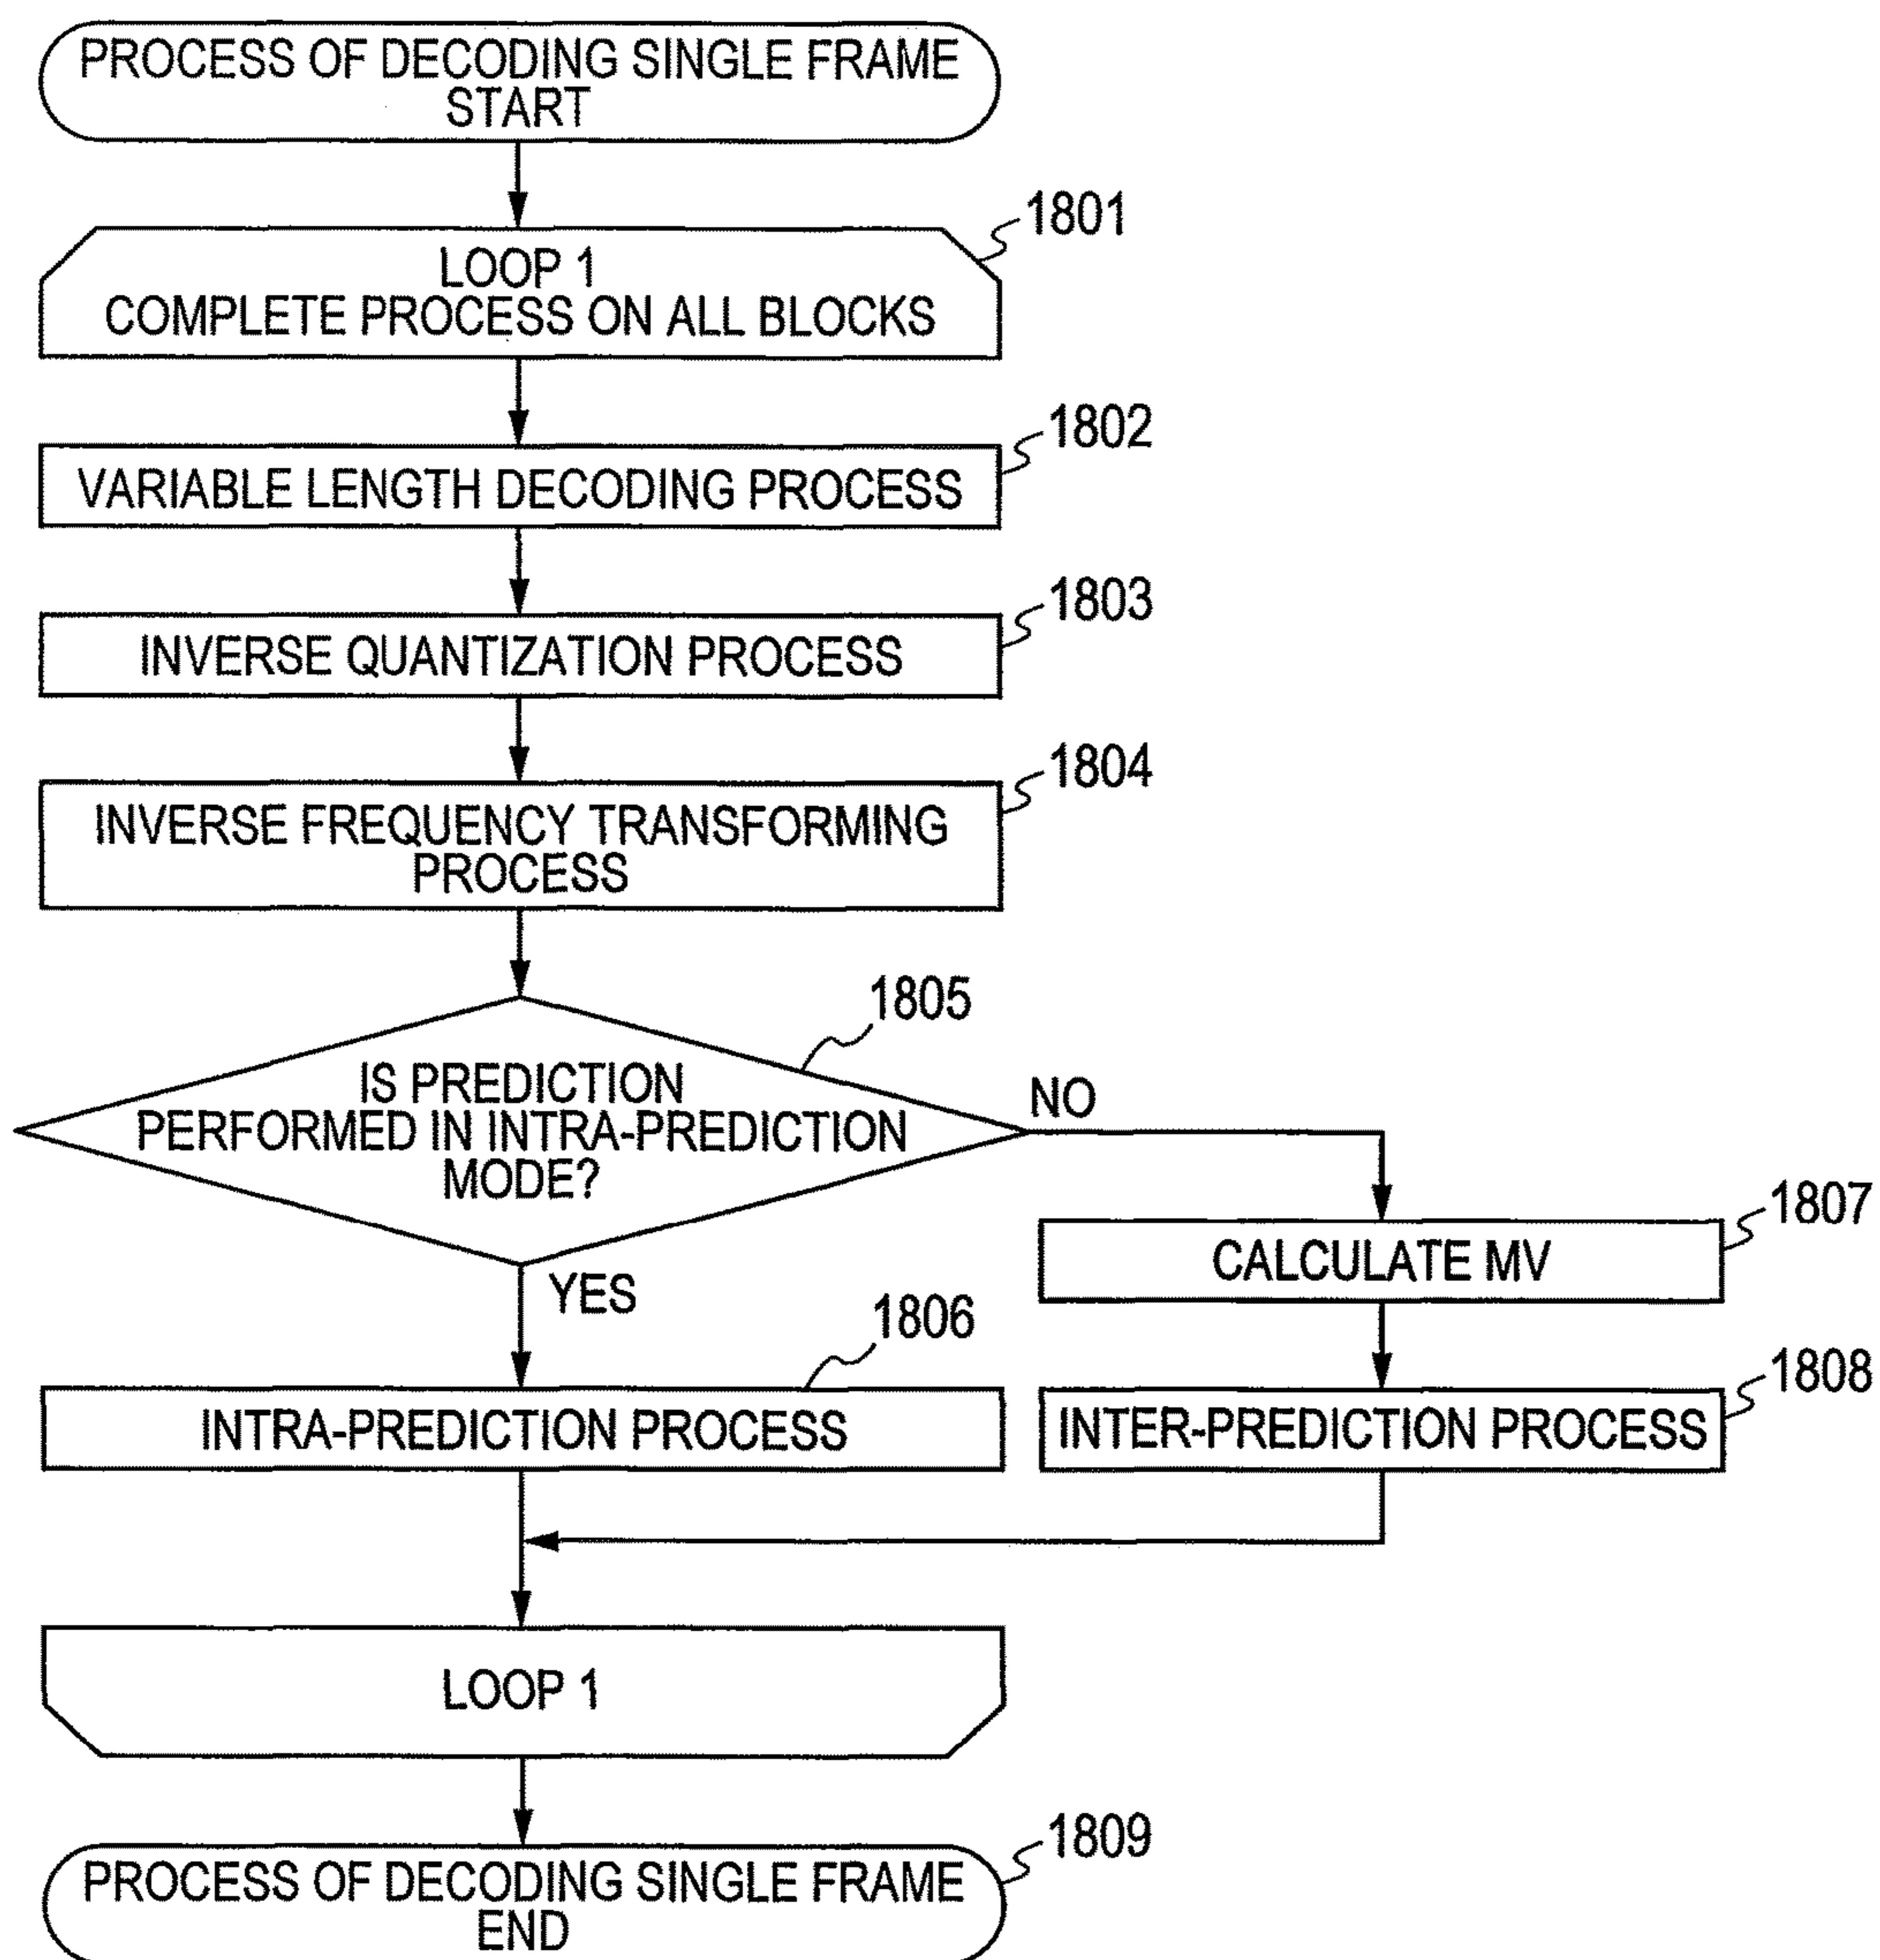 PROCESS OF DECODING SINGLE FRAME
START
1801
LOOP 1
COMPLETE PROCESS ON ALL BLOCKS
1802
VARIABLE LENGTH DECODING PROCESS
1803
INVERSE QUANTIZATION PROCESS
1804
INVERSE FREQUENCY TRANSFORMING
PROCESS
1805
IS PREDICTION
PERFORMED IN INTRA-PREDICTION
MODE?
NO
YES
1807
CALCULATE MV
1806
INTRA-PREDICTION PROCESS
1808
INTER-PREDICTION PROCESS
LOOP 1
1809
PROCESS OF DECODING SINGLE FRAME
END